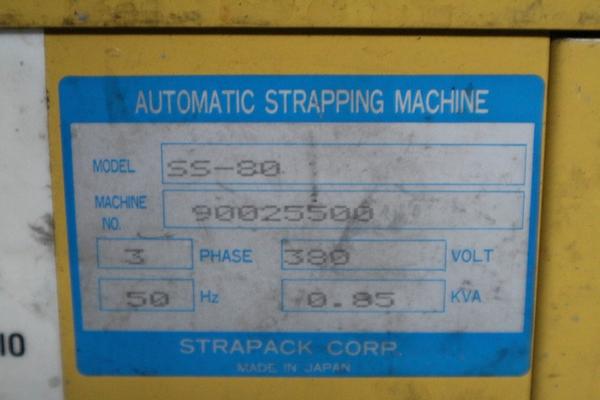 AUTOMATIC STRAPPING MACHINE
MODEL SS-80
MACHINE NO. 90025500
3 PHASE 380 VOLT
50 Hz 0.85 KVA
STRAPACK CORP.
MADE IN JAPAN
10